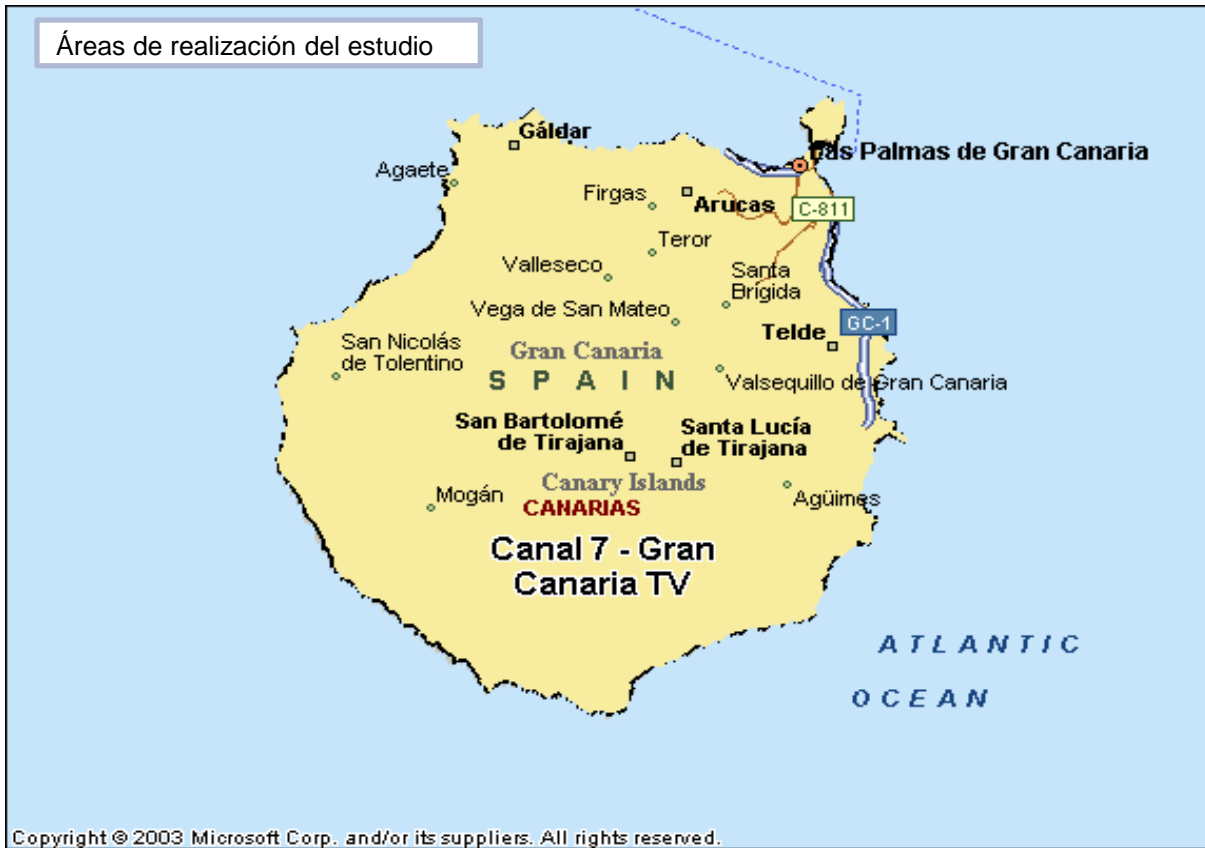 Áreas de realización del estudio
Gáldar
Las Palmas de Gran Canaria
Agaete
Firgas
Arucas
C-811
Teror
Valleseco
Santa
Brígida
Vega de San Mateo
GC-1
Telde
San Nicolás
de Tolentino
Gran Canaria
SPAIN
Valsequillo de Gran Canaria
San Bartolomé
de Tirajana
Santa Lucía
de Tirajana
Canary Islands
Mogán
CANARIAS
Agüimes
Canal 7 - Gran
Canaria TV
ATLANTIC
OCEAN
Copyright © 2003 Microsoft Corp. and/or its suppliers. All rights reserved.